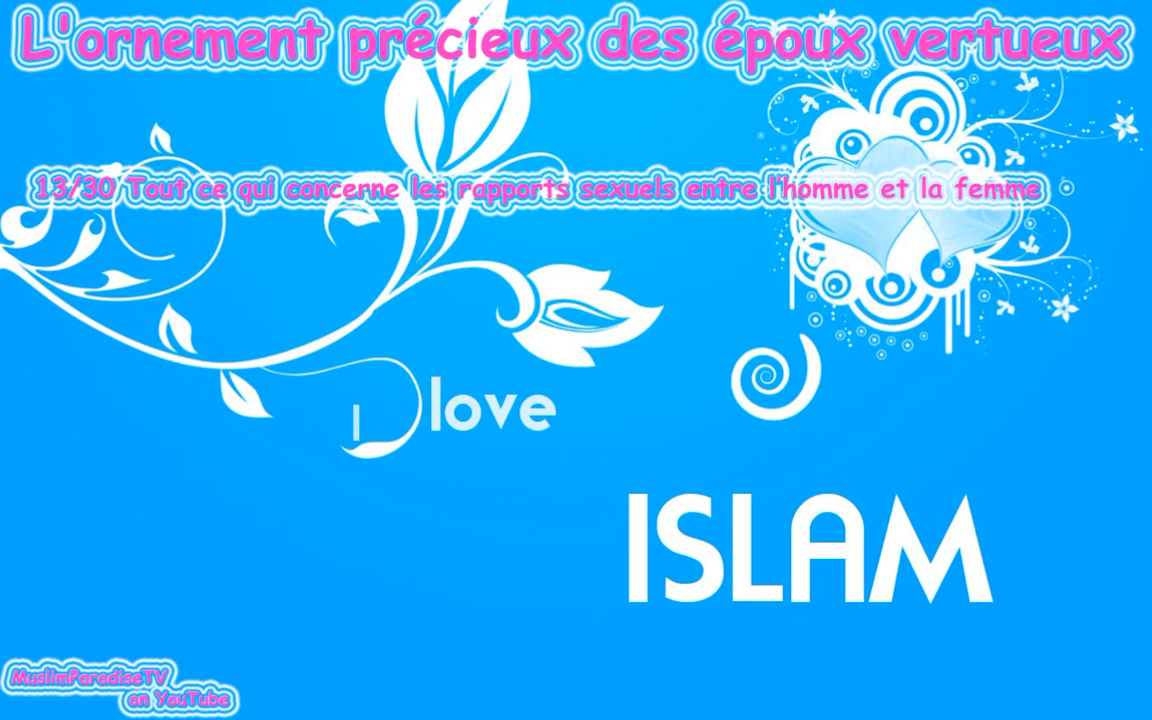 L'ornement précieux des époux vertueux
13/30 Tout ce qui concerne les rapports sexuels entre l'homme et la femme
I love
ISLAM
MuslimParadiseTV
on YouTube